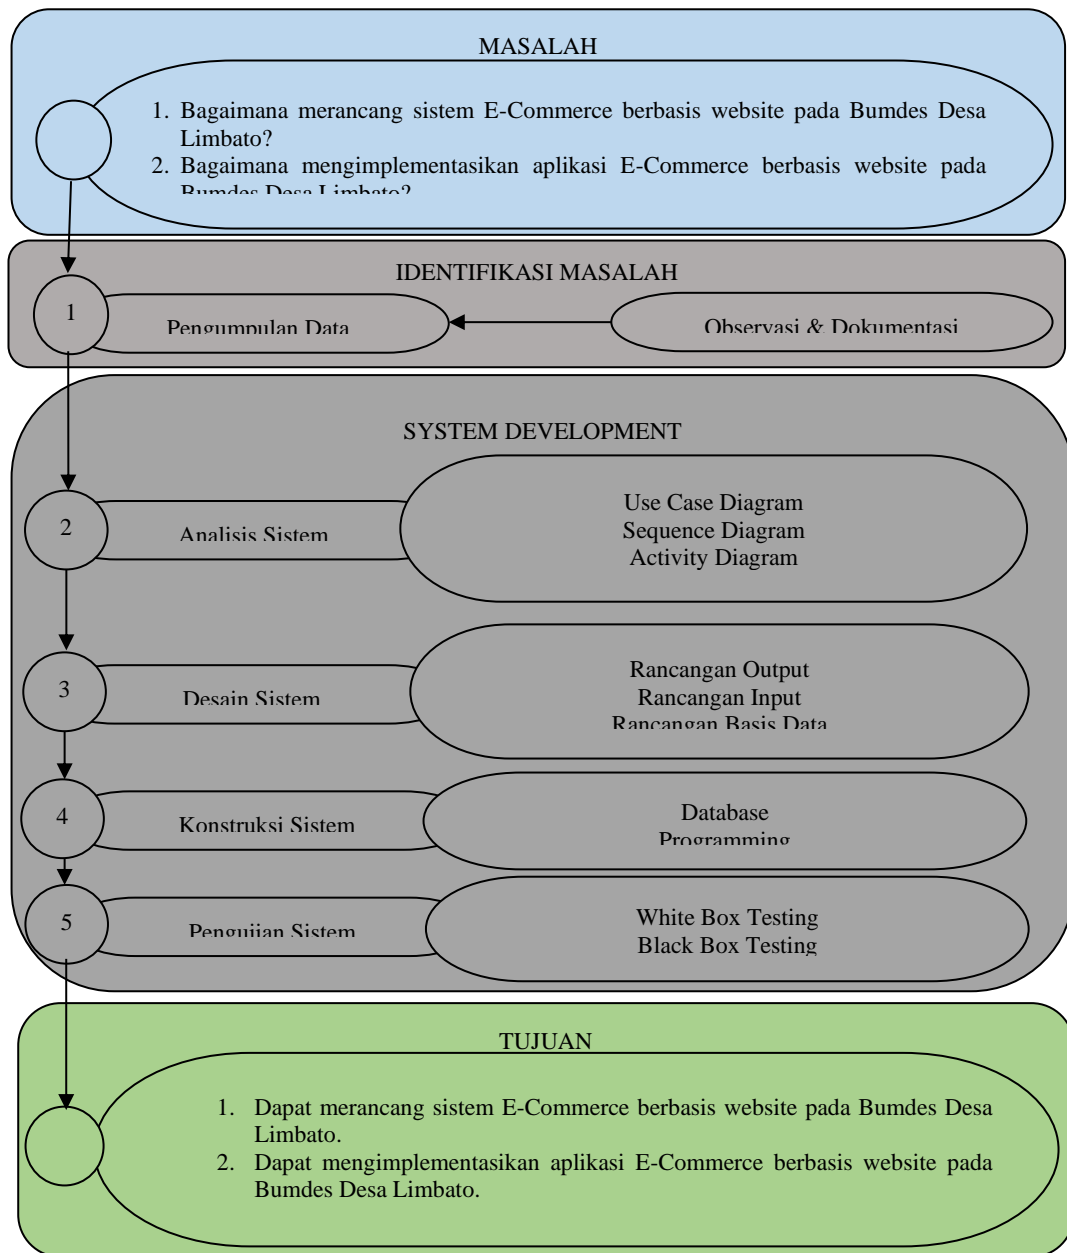 MASALAH
1. Bagaimana merancang sistem E-Commerce berbasis website pada Bumdes Desa
Limbato?
2. Bagaimana mengimplementasikan aplikasi E-Commerce berbasis website pada
Bumdes Desa Limbato?
IDENTIFIKASI MASALAH
1
Pengumpulan Data
Observasi & Dokumentasi
SYSTEM DEVELOPMENT
2
Analisis Sistem
Use Case Diagram
Sequence Diagram
Activity Diagram
3
Desain Sistem
Rancangan Output
Rancangan Input
Rancangan Basis Data
4
Konstruksi Sistem
Database
Programming
5
Pengujian Sistem
White Box Testing
Black Box Testing
TUJUAN
1. Dapat merancang sistem E-Commerce berbasis website pada Bumdes Desa
Limbato.
2. Dapat mengimplementasikan aplikasi E-Commerce berbasis website pada
Bumdes Desa Limbato.